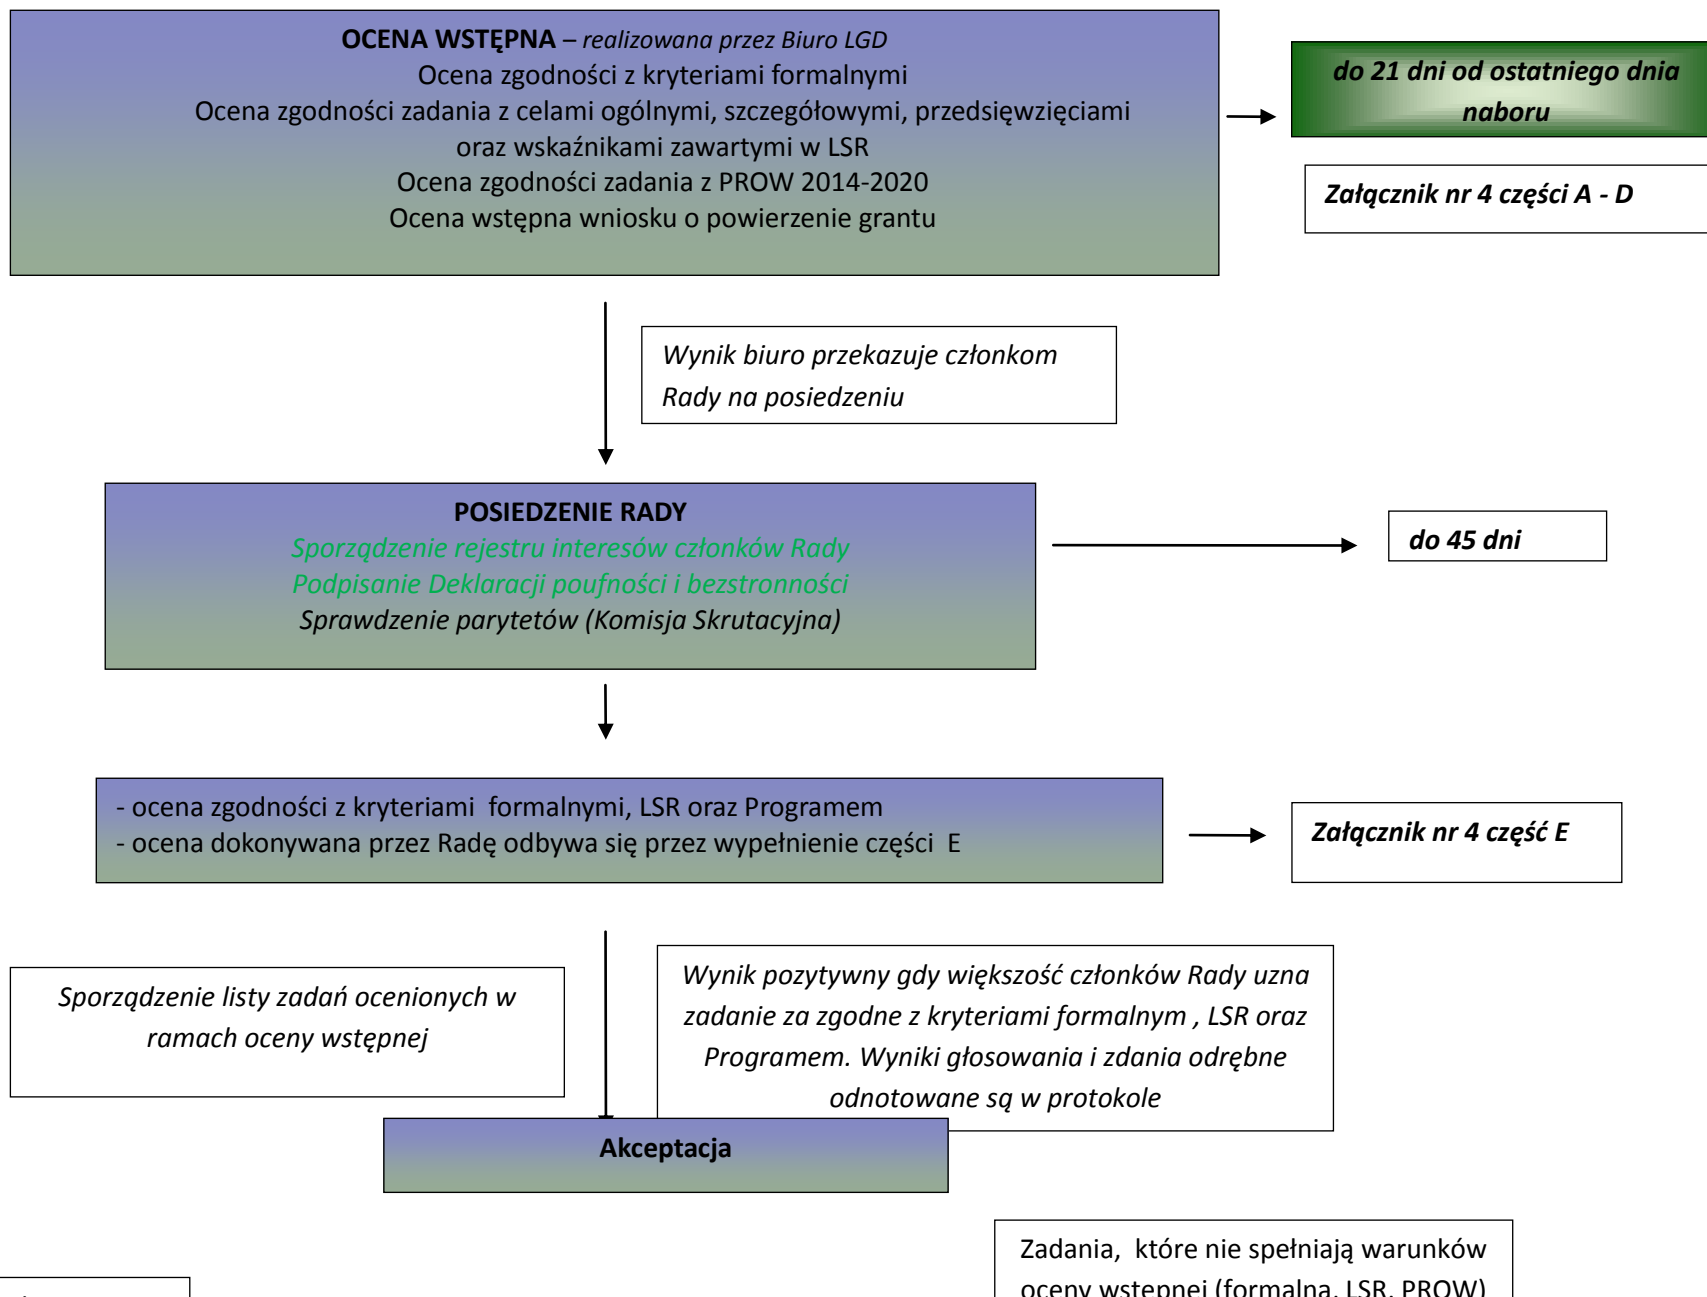 OCENA WSTĘPNA – realizowana przez Biuro LGD
Ocena zgodności z kryteriami formalnymi
Ocena zgodności zadania z celami ogólnymi, szczegółowymi, przedsięwzięciami
oraz wskaźnikami zawartymi w LSR
Ocena zgodności zadania z PROW 2014-2020
Ocena wstępna wniosku o powierzenie grantu
do 21 dni od ostatniego dnia
naboru
Załącznik nr 4 części A - D
Wynik biuro przekazuje członkom
Rady na posiedzeniu
POSIEDZENIE RADY
Sporządzenie rejestru interesów członków Rady
Podpisanie Deklaracji poufności i bezstronności
Sprawdzenie parytetów (Komisja Skrutacyjna)
do 45 dni
- ocena zgodności z kryteriami  formalnymi, LSR oraz Programem
- ocena dokonywana przez Radę odbywa się przez wypełnienie części  E
Załącznik nr 4 część E
Sporządzenie listy zadań ocenionych w
ramach oceny wstępnej
Wynik pozytywny gdy większość członków Rady uzna
zadanie za zgodne z kryteriami formalnym , LSR oraz
Programem. Wyniki głosowania i zdania odrębne
odnotowane są w protokole
Akceptacja
Zadania,  które nie spełniają warunków
oceny wstępnej (formalna, LSR, PROW)